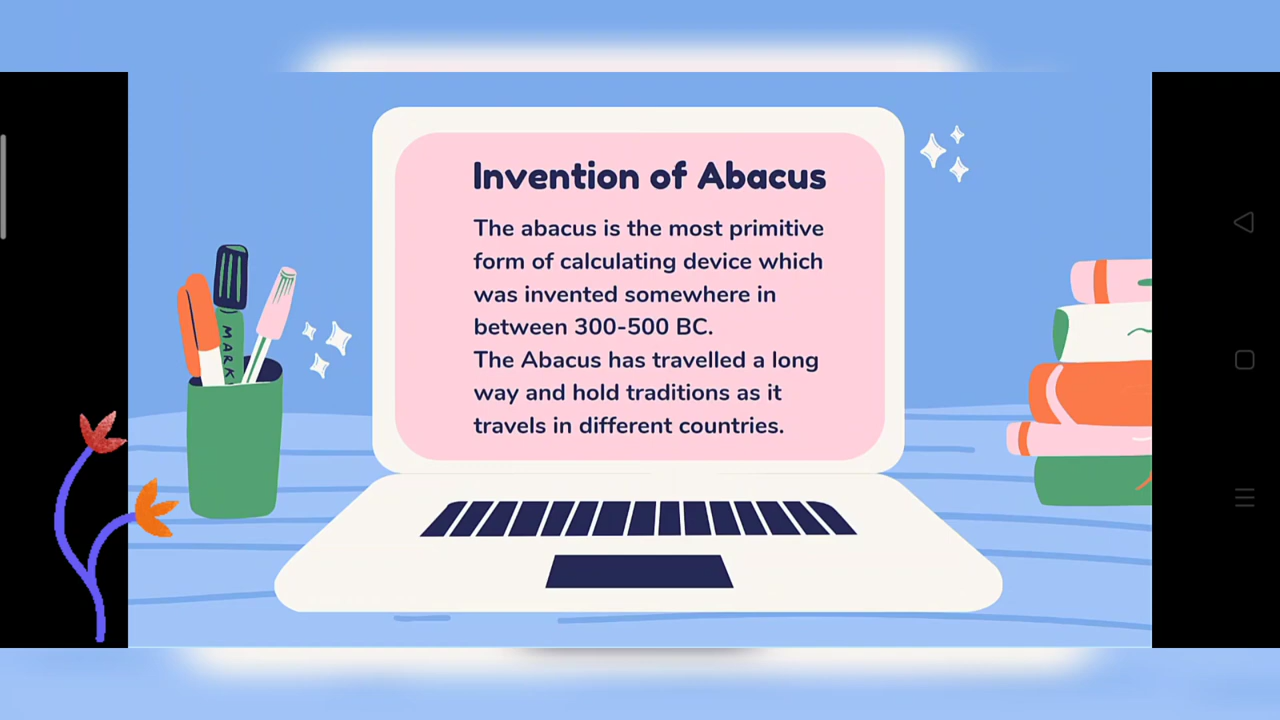 Invention of Abacus
The abacus is the most primitive
form of calculating device which
was invented somewhere in
between 300-500 BC.
The Abacus has travelled a long
way and hold traditions as it
travels in different countries.
MARK